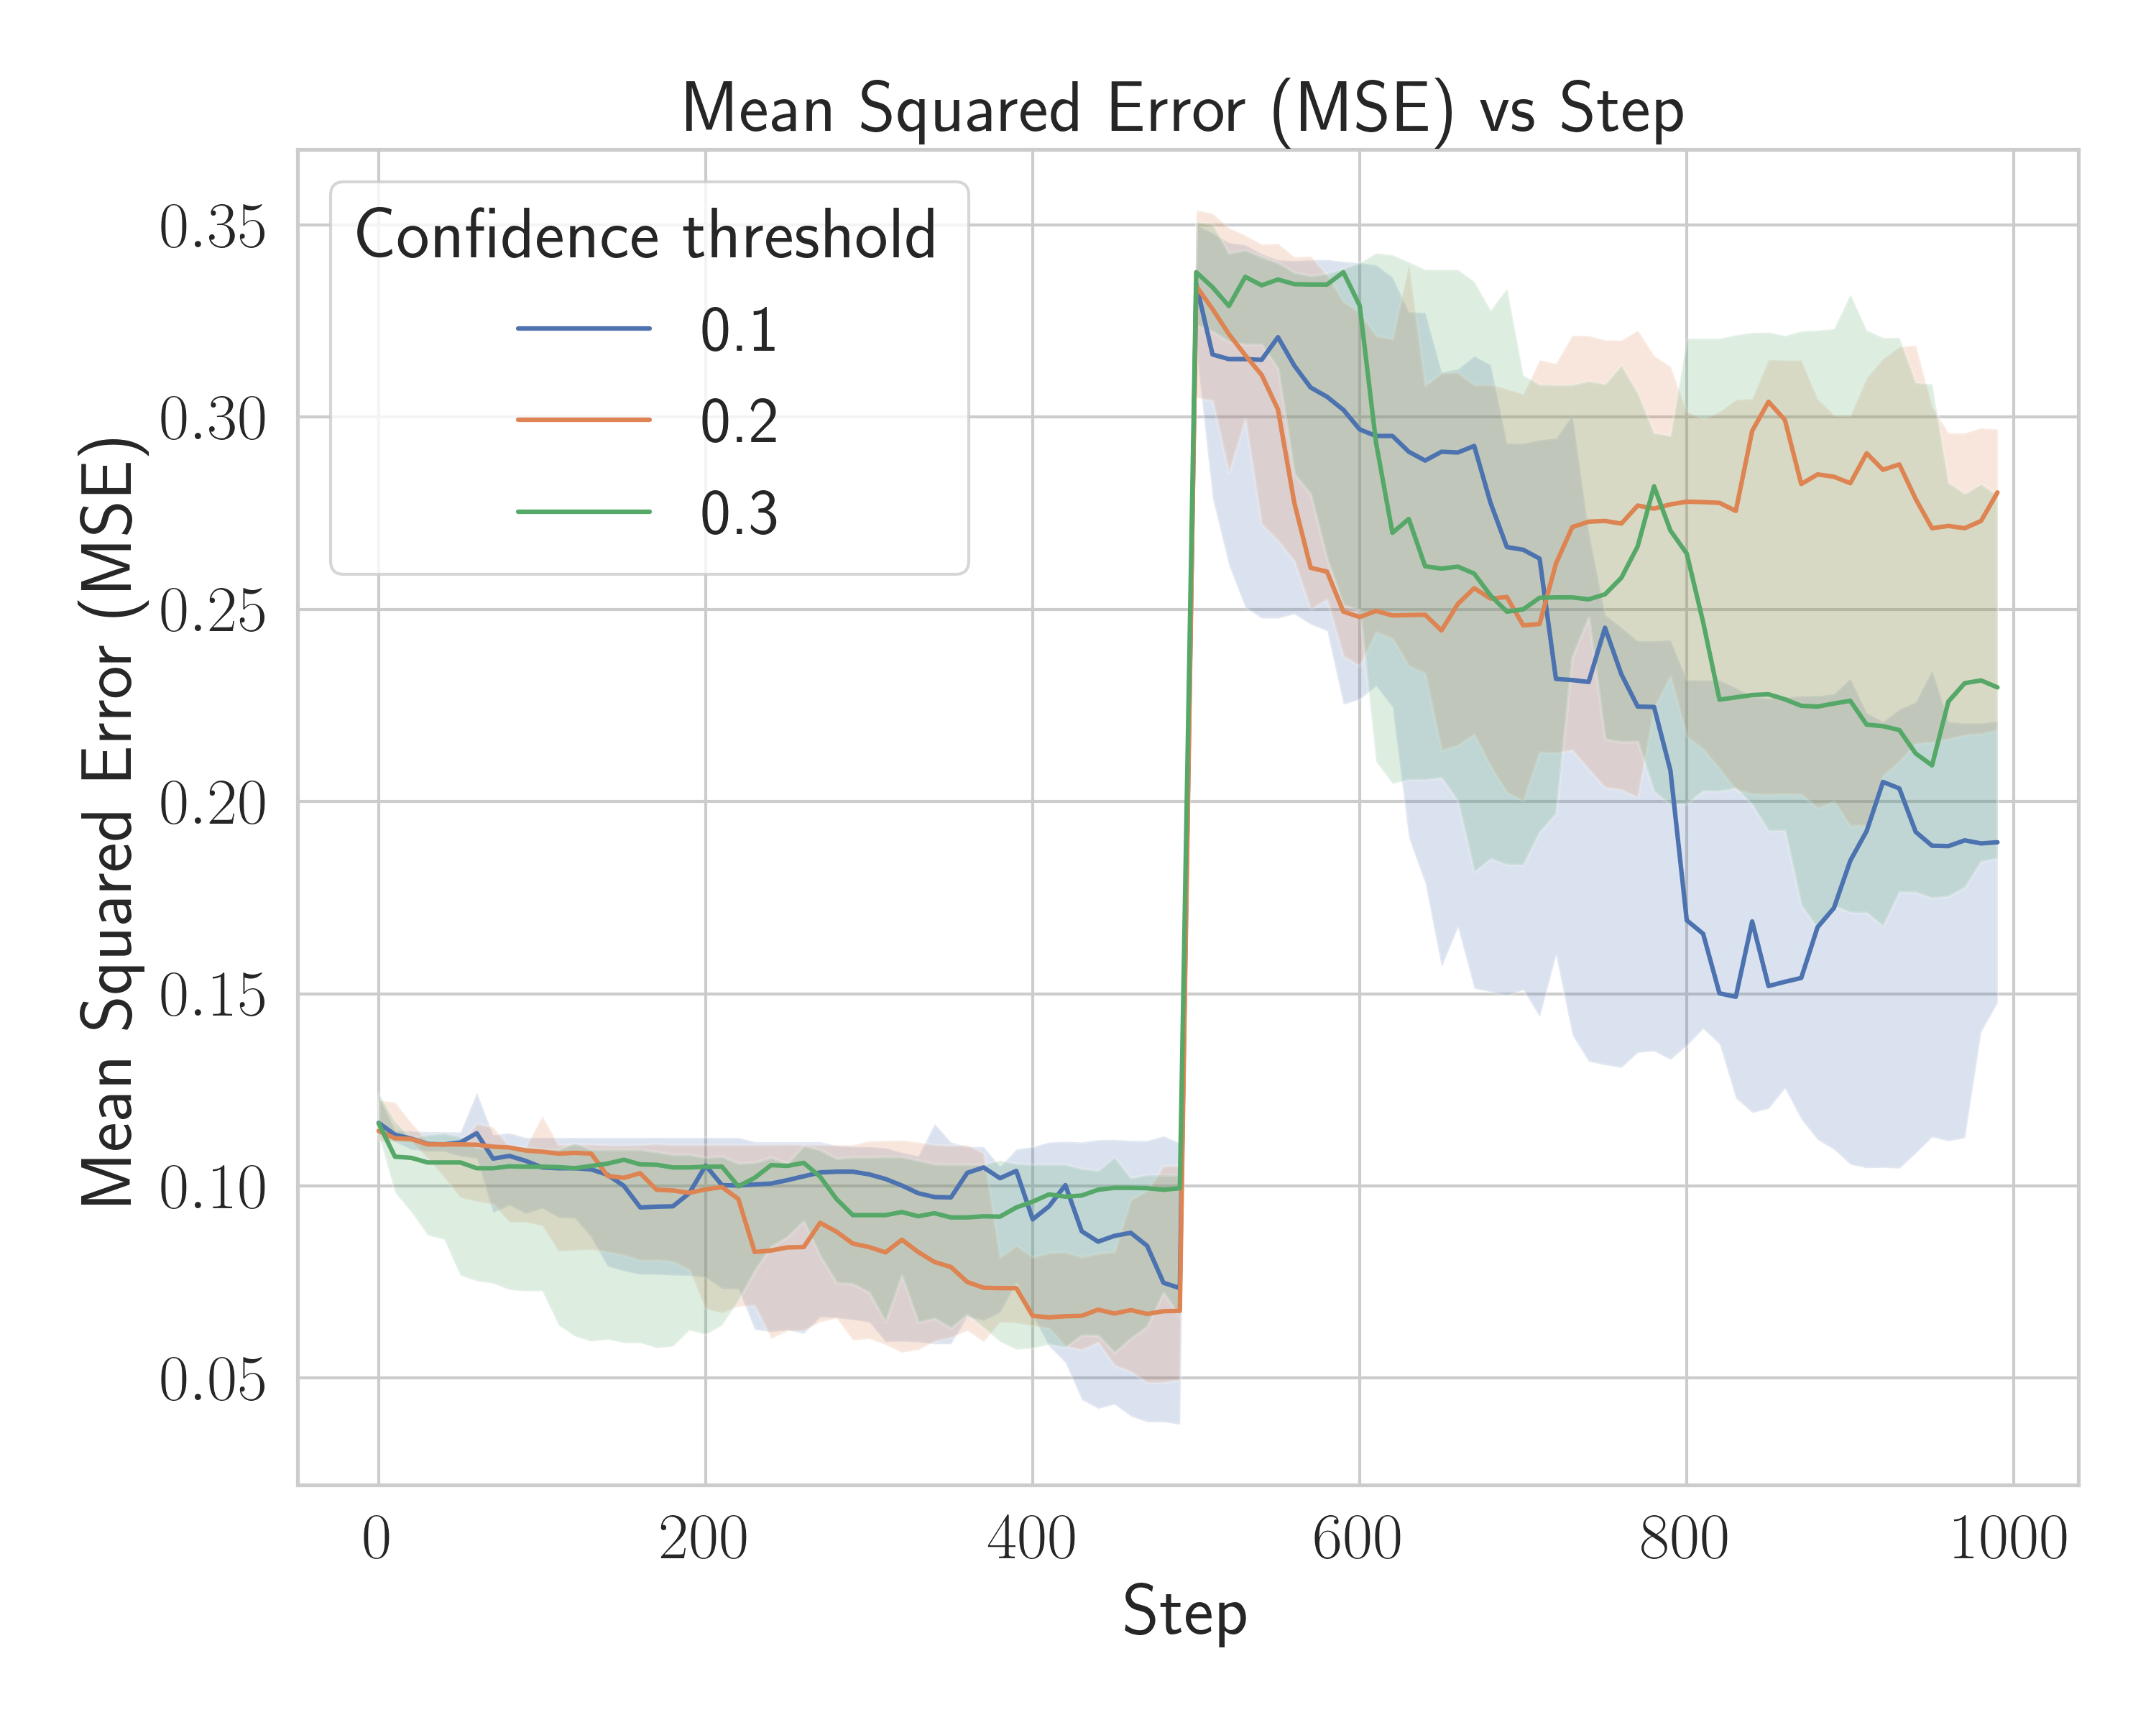 Mean Squared Error (MSE) vs Step
Mean Squared Error (MSE)
0.35
0.30
0.25
0.20
0.15
0.10
0.05
Confidence threshold
0.1
0.2
0.3
0 200 400 600 800 1000
Step